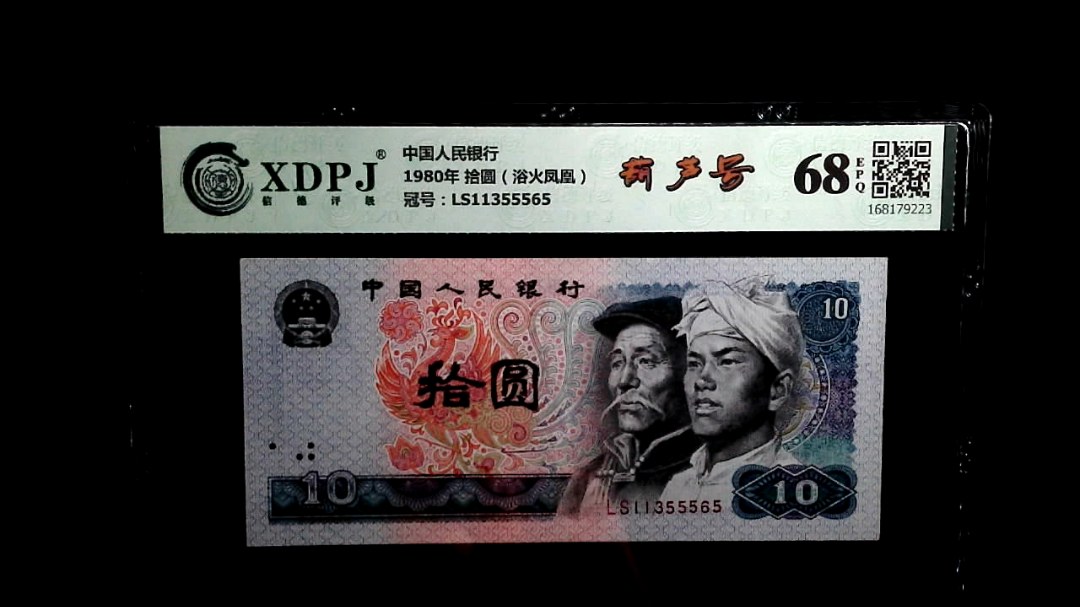 XDPJ®
信德评级
中国人民银行
1980年 拾圆（浴火凤凰）
冠号：LS11355565
葫芦号
68
EPQ
168179223
中国人民银行
10
拾圆
10
LS11355565
10